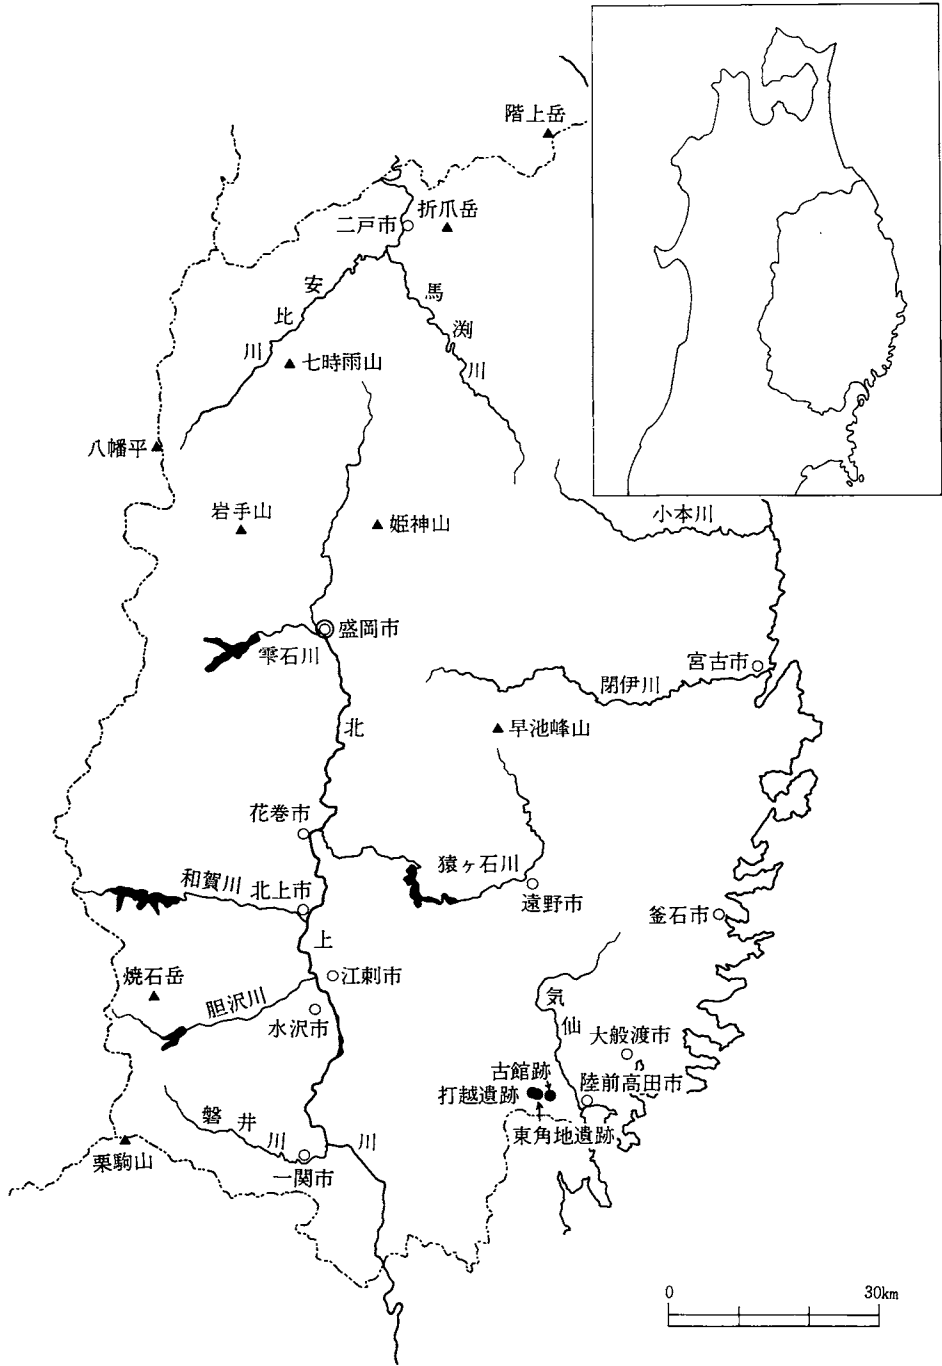 階上岳
折爪岳
二戸市
安比川
馬渕川
七時雨山
八幡平
岩手山
姫神山
小本川
盛岡市
雫石川
宮古市
閉伊川
北上川
早池峰山
花巻市
猿ヶ石川
和賀川
北上市
遠野市
釜石市
焼石岳
江刺市
胆沢川
水沢市
気仙
大般渡市
古館跡
陸前高田市
打越遺跡
東角地遺跡
磐井川
栗駒山
一関市
0 30km